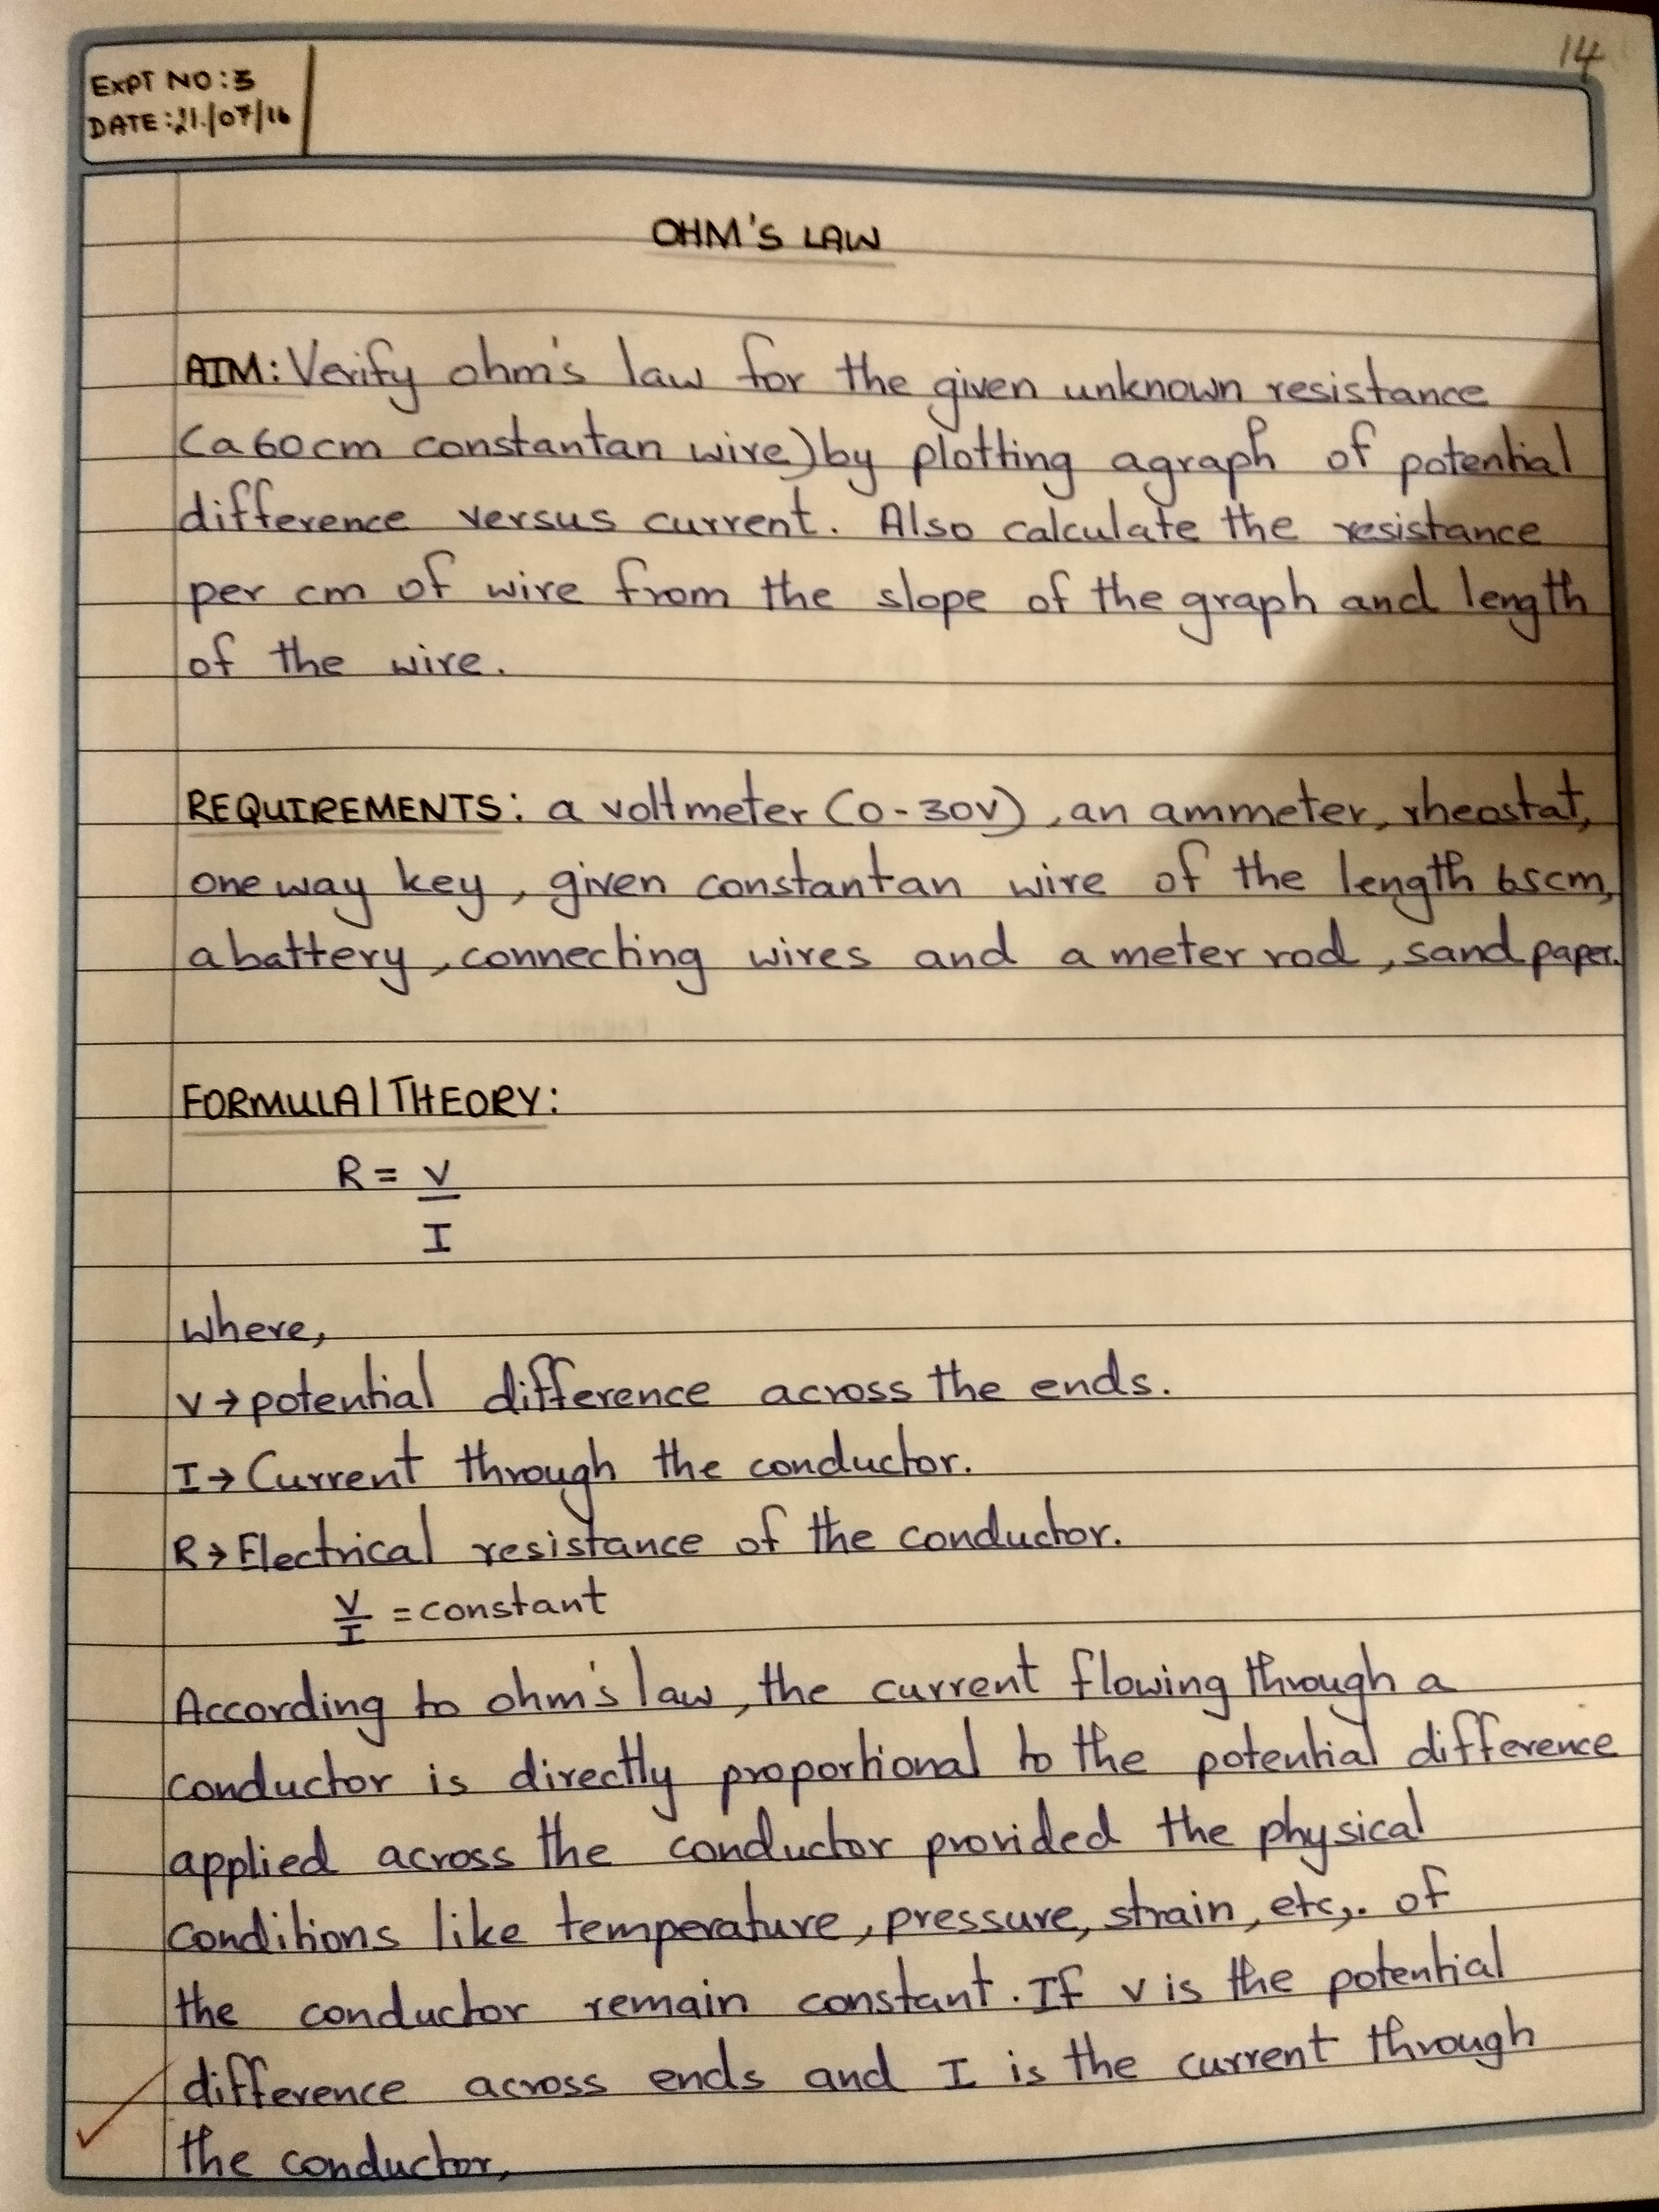 14
EXPT NO:3
DATE:21/07/16
OHM'S LAW
AIM: Verify ohm's law for the given unknown resistance
(a 60cm constantan wire) by plotting a graph of potential
difference versus current. Also calculate the resistance
per cm of wire from the slope of the graph and length
of the wire.
REQUIREMENTS: a voltmeter (0-30V), an ammeter, rheostat,
one way key, given constantan wire of the length 65cm,
a battery, connecting wires and a meter rod, sand paper.
FORMULA/THEORY:
R = V
I
where,
V→potential difference across the ends.
I→Current through the conductor.
R→Electrical resistance of the conductor.
V/I = constant
According to ohm's law, the current flowing through a
conductor is directly proportional to the potential difference
applied across the conductor provided the physical
conditions like temperature, pressure, strain, etc,. of
the conductor remain constant. If V is the potential
difference across ends and I is the current through
the conductor,